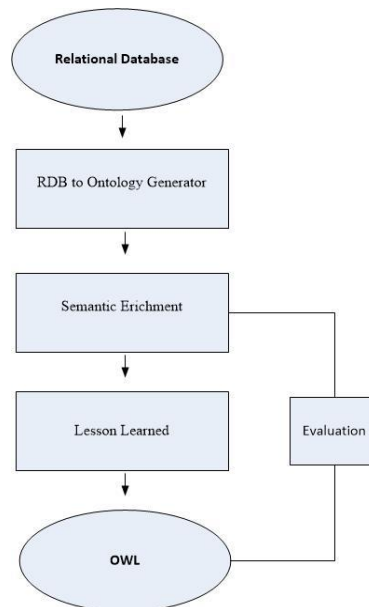 Relational Database
RDB to Ontology Generator
Semantic Erichment
Lesson Learned
Evaluation
OWL